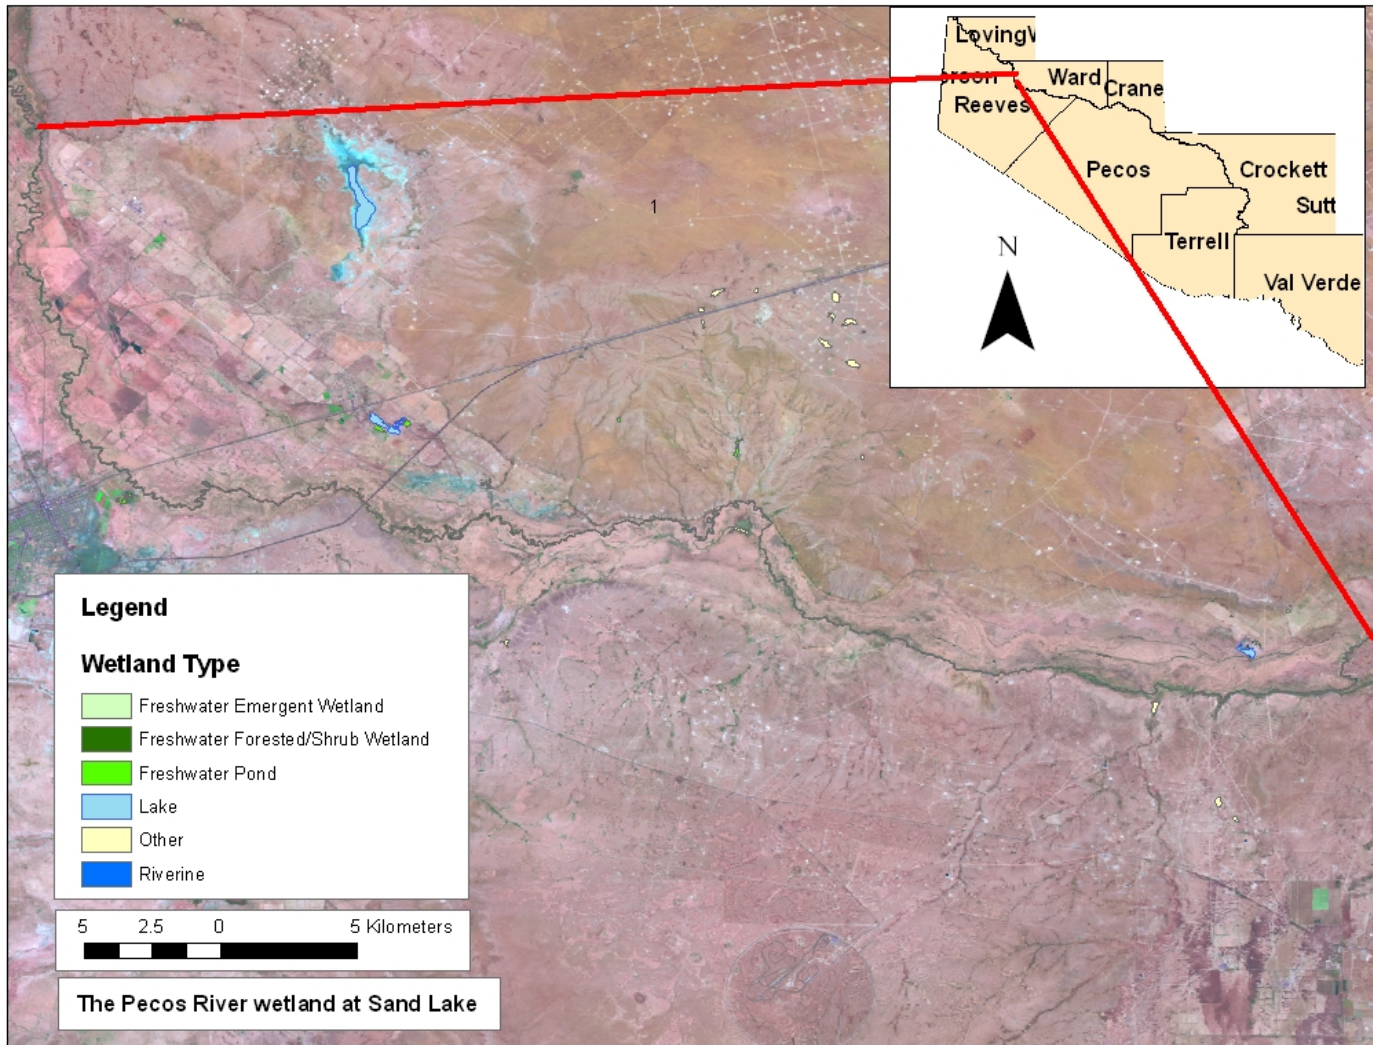 LovingW
erson
Ward
Crane
Reeves
Pecos
Crockett
Sutt
Terrell
Val Verde
N
1
Legend
Wetland Type
Freshwater Emergent Wetland
Freshwater Forested/Shrub Wetland
Freshwater Pond
Lake
Other
Riverine
5 2.5 0 5 Kilometers
The Pecos River wetland at Sand Lake